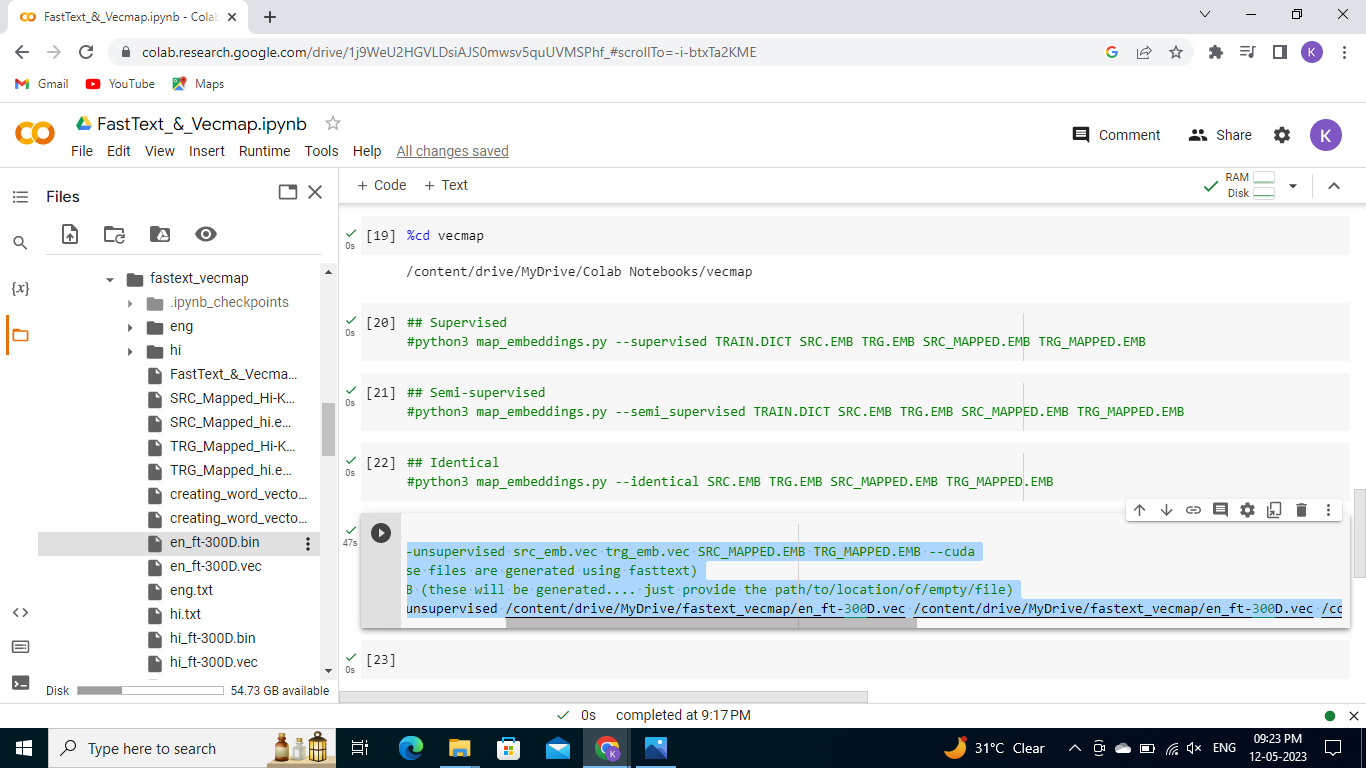 FastText_&_Vecmap.ipynb - Colab
colab.research.google.com/drive/1j9WeU2HGVLDsiAJS0mwsv5quUVMSPhf_#scrollTo=-i-btxTa2KME
K
Gmail
YouTube
Maps
FastText_&_Vecmap.ipynb
File Edit View Insert Runtime Tools Help All changes saved
Comment
Share
K
Files
+ Code + Text
RAM
Disk
{x}
fastext_vecmap
.ipynb_checkpoints
eng
hi
FastText_&_Vecma...
SRC_Mapped_Hi-K...
SRC_Mapped_hi.e...
TRG_Mapped_Hi-K...
TRG_Mapped_hi.e...
creating_word_vecto...
creating_word_vecto...
en_ft-300D.bin
en_ft-300D.vec
eng.txt
hi.txt
hi_ft-300D.bin
hi_ft-300D.vec
Disk 54.73 GB available
0s [19] %cd vecmap
/content/drive/MyDrive/Colab Notebooks/vecmap
0s [20] ## Supervised
#python3 map_embeddings.py --supervised TRAIN.DICT SRC.EMB TRG.EMB SRC_MAPPED.EMB TRG_MAPPED.EMB
0s [21] ## Semi-supervised
#python3 map_embeddings.py --semi_supervised TRAIN.DICT SRC.EMB TRG.EMB SRC_MAPPED.EMB TRG_MAPPED.EMB
0s [22] ## Identical
#python3 map_embeddings.py --identical SRC.EMB TRG.EMB SRC_MAPPED.EMB TRG_MAPPED.EMB
47s
-unsupervised src_emb.vec trg_emb.vec SRC_MAPPED.EMB TRG_MAPPED.EMB --cuda
se files are generated using fasttext)
B (these will be generated.... just provide the path/to/location/of/empty/file)
unsupervised /content/drive/MyDrive/fastext_vecmap/en_ft-300D.vec /content/drive/MyDrive/fastext_vecmap/en_ft-300D.vec /co
0s [23]
0s completed at 9:17 PM
Type here to search
31°C Clear
ENG
09:23 PM
12-05-2023